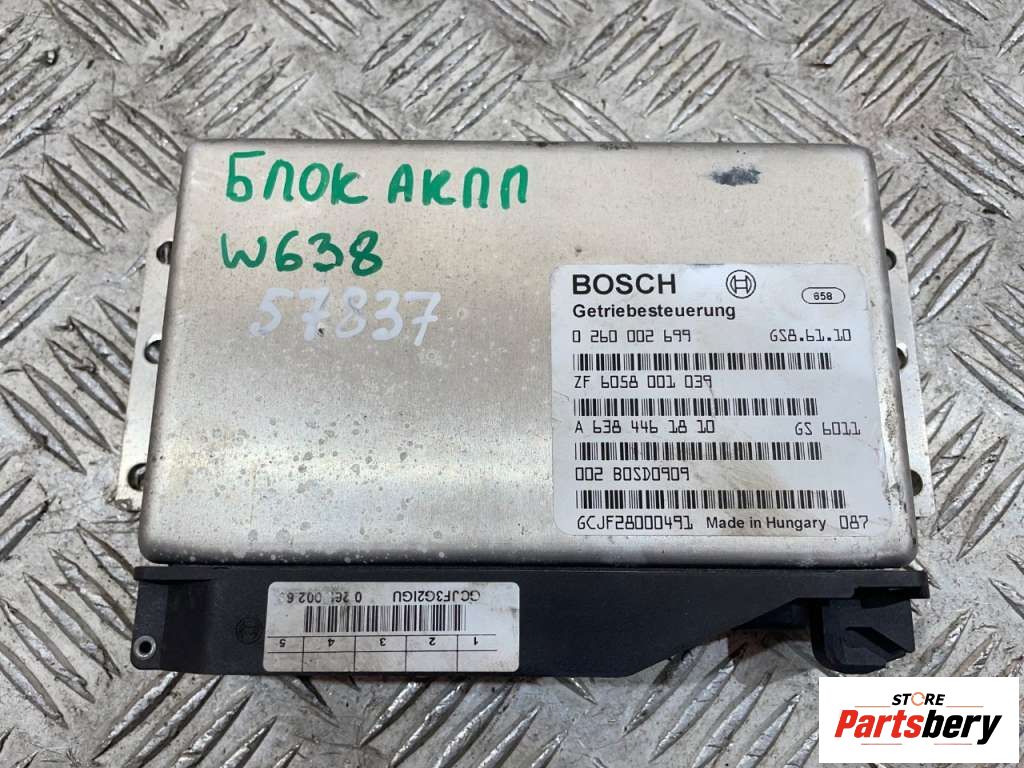 БЛОК АКПП
W638
57837
BOSCH
658
Getriebesteuerung
0 260 002 699 GS8.61.10
ZF 6058 001 039
A 638 446 18 10 GS 6011
002 BOSD0909
GCJF28000491 Made in Hungary 087
1 2 3 4 5
GCJF3G2IGU 0 260 002 6
STORE
Partsbery